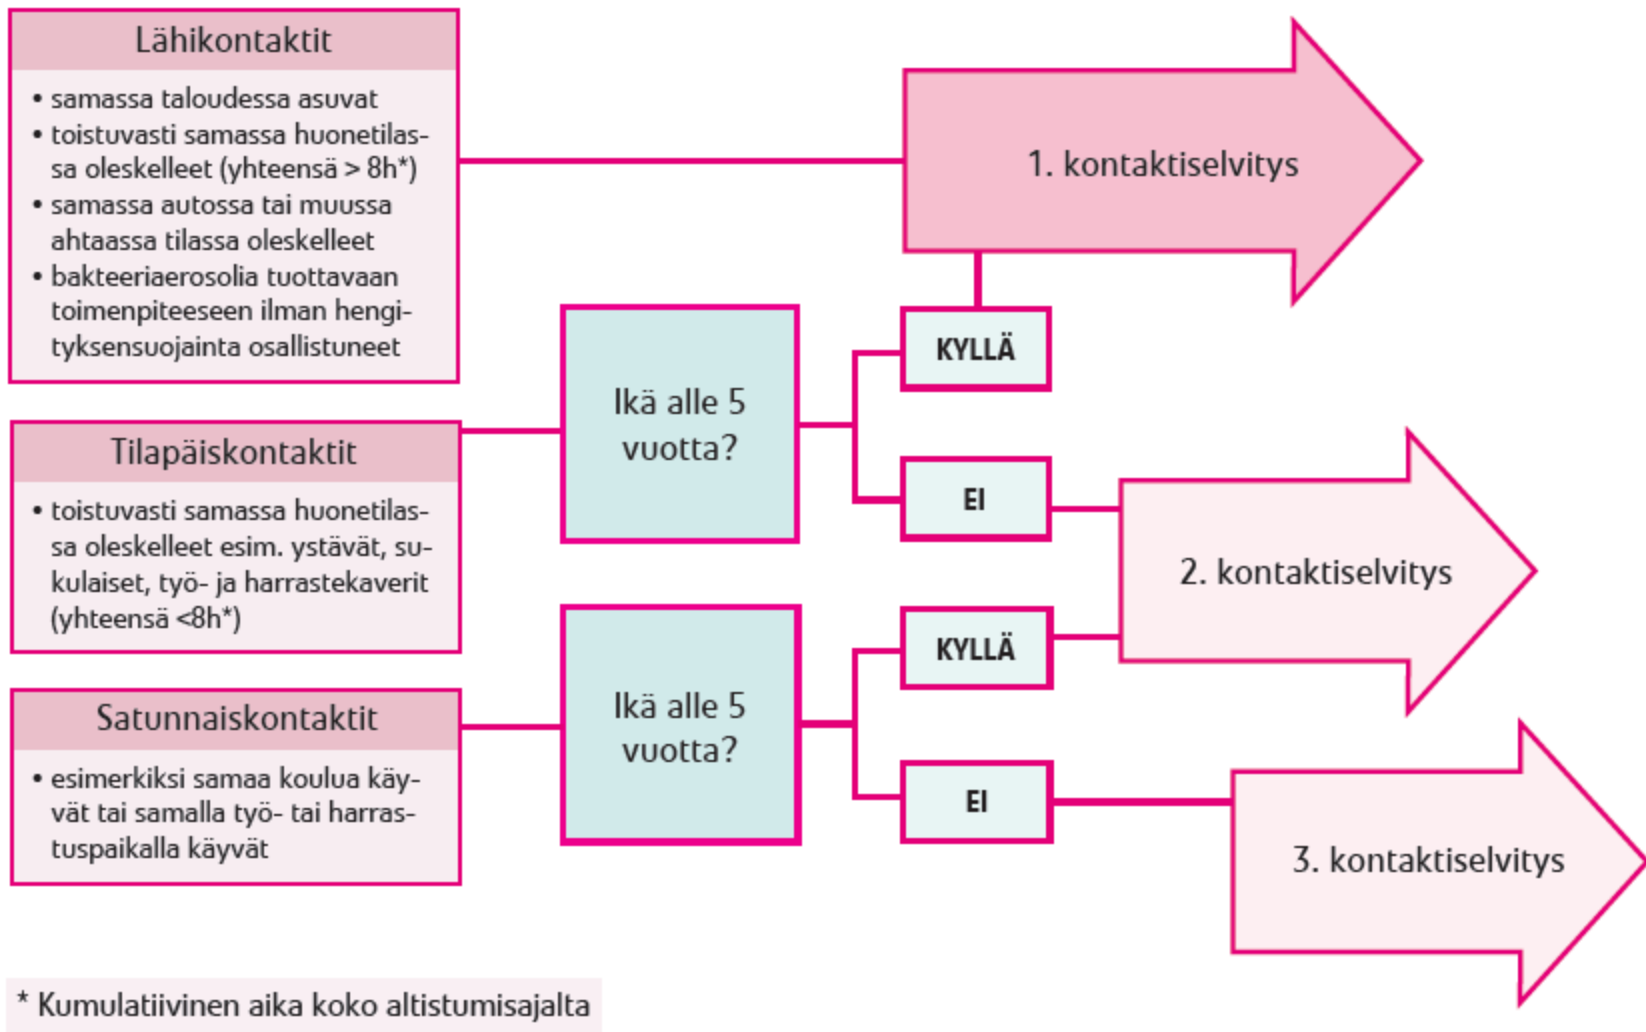 Lähikontaktit
• samassa taloudessa asuvat
• toistuvasti samassa huonetilas-
sa oleskelleet (yhteensä > 8h*)
• samassa autossa tai muussa
ahtaassa tilassa oleskelleet
• bakteeriaerosolia tuottavaan
toimenpiteeseen ilman hengi-
tyksensuojainta osallistuneet
1. kontaktiselvitys
Tilapäiskontaktit
• toistuvasti samassa huonetilas-
sa oleskelleet esim. ystävät, su-
kulaiset, työ- ja harrastekaverit
(yhteensä <8h*)
Ikä alle 5
vuotta?
KYLLÄ
EI
2. kontaktiselvitys
Satunnaiskontaktit
• esimerkiksi samaa koulua käy-
vät tai samalla työ- tai harras-
tuspaikalla käyvät
Ikä alle 5
vuotta?
KYLLÄ
EI
3. kontaktiselvitys
* Kumulatiivinen aika koko altistumisajalta